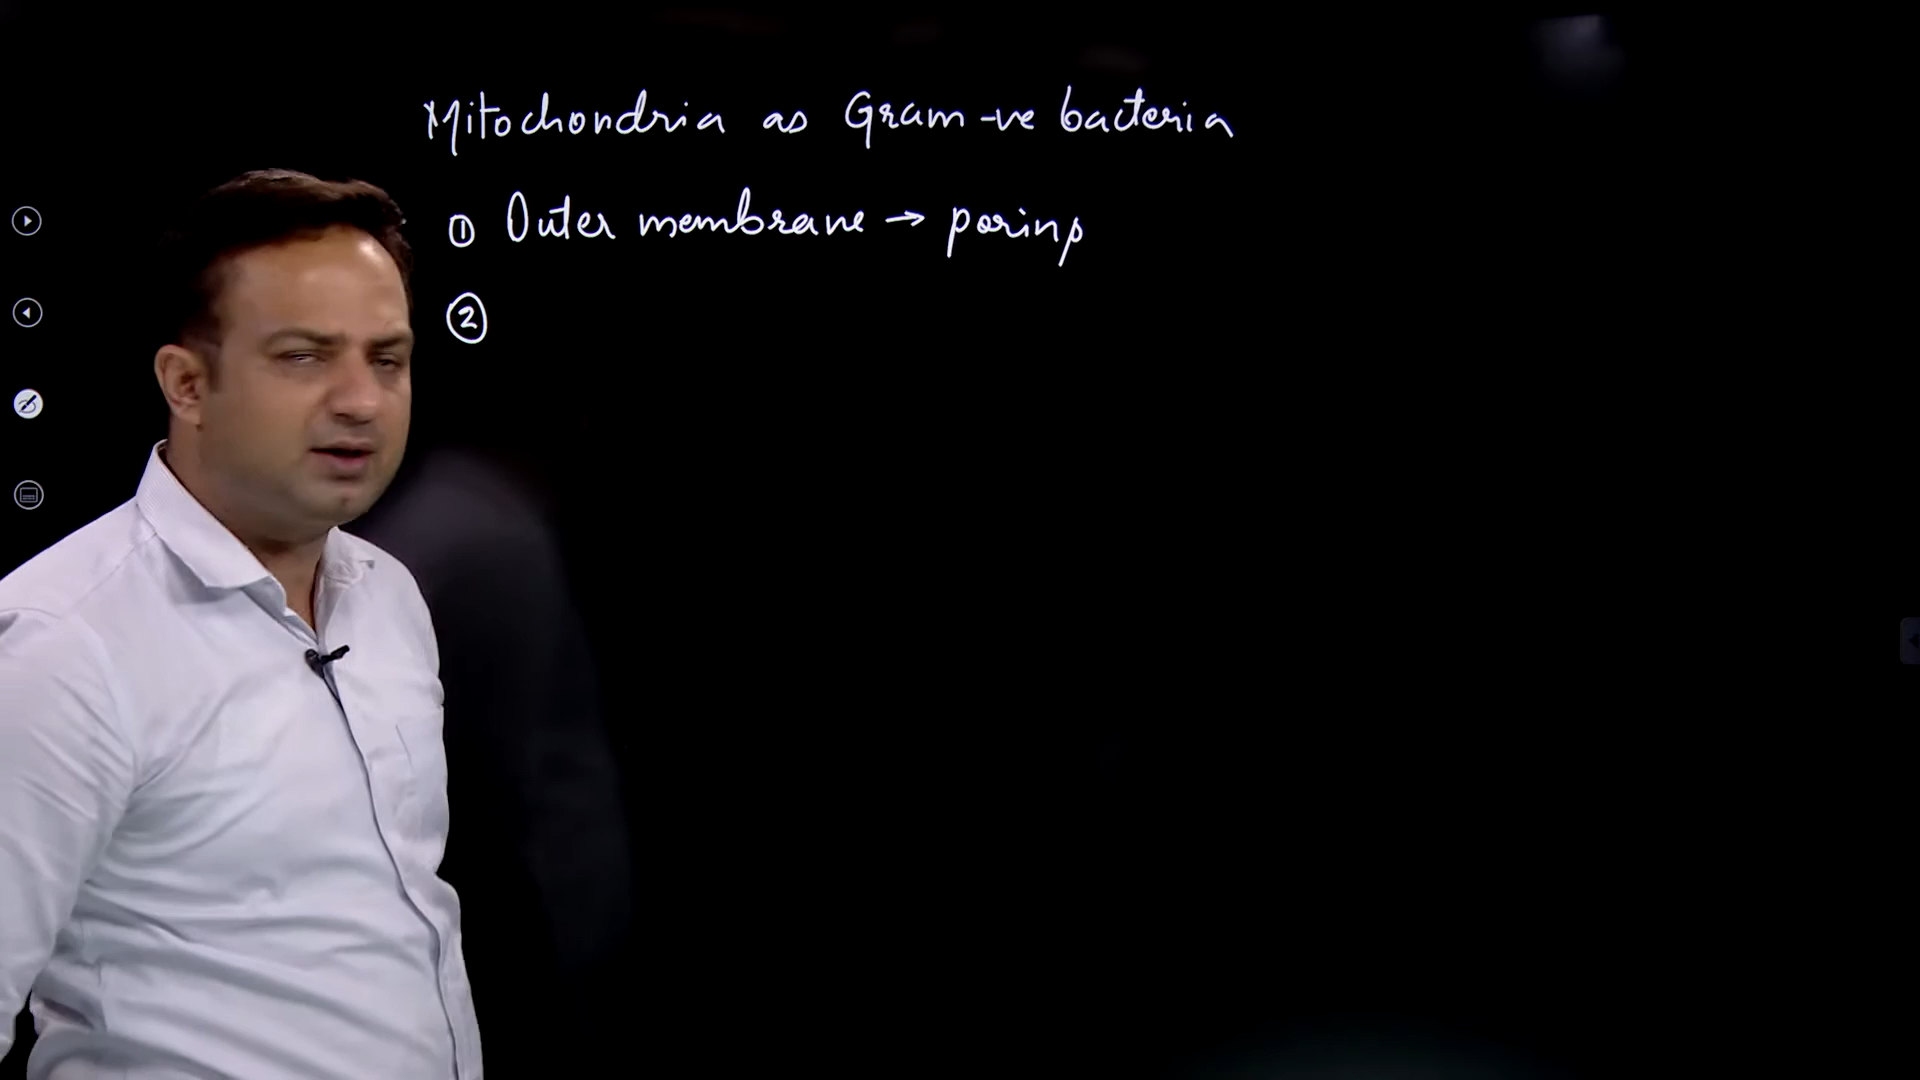 Mitochondria as Gram -ve bacteria
① Outer membrane → porins
②